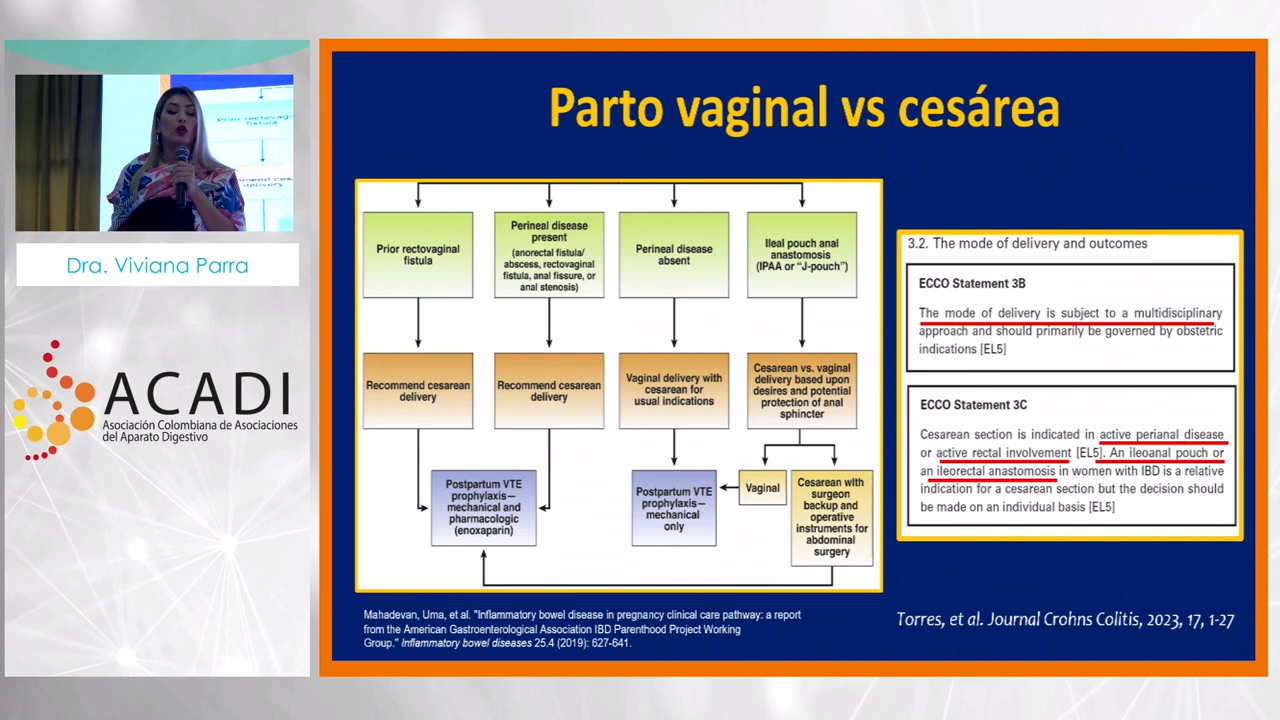 Parto vaginal vs cesárea
Prior rectovaginal
fistula
mend ces
delivery
Dra. Viviana Parra
ACADI
Asociación Colombiana de Asociaciones
del Aparato Digestivo
Prior rectovaginal
fistula
Perineal disease
present
(anorectal fistula/
abscess, rectovaginal
fistula, anal fissure, or
anal stenosis)
Perineal disease
absent
Ileal pouch anal
anastomosis
(IPAA or “J-pouch”)
Recommend cesarean
delivery
Recommend cesarean
delivery
Vaginal delivery with
cesarean for
usual indications
Cesarean vs. vaginal
delivery based upon
desires and potential
protection of anal
sphincter
Postpartum VTE
prophylaxis—
mechanical and
pharmacologic
(enoxaparin)
Postpartum VTE
prophylaxis—
mechanical
only
Vaginal
Cesarean with
surgeon
backup and
operative
instruments for
abdominal
surgery
Mahadevan, Uma, et al. "Inflammatory bowel disease in pregnancy clinical care pathway: a report
from the American Gastroenterological Association IBD Parenthood Project Working
Group." Inflammatory bowel diseases 25.4 (2019): 627-641.
3.2. The mode of delivery and outcomes
ECCO Statement 3B
The mode of delivery is subject to a multidisciplinary
approach and should primarily be governed by obstetric
indications [EL5]
ECCO Statement 3C
Cesarean section is indicated in active perianal disease
or active rectal involvement [EL5]. An ileoanal pouch or
an ileorectal anastomosis in women with IBD is a relative
indication for a cesarean section but the decision should
be made on an individual basis [EL5]
Torres, et al. Journal Crohns Colitis, 2023, 17, 1-27